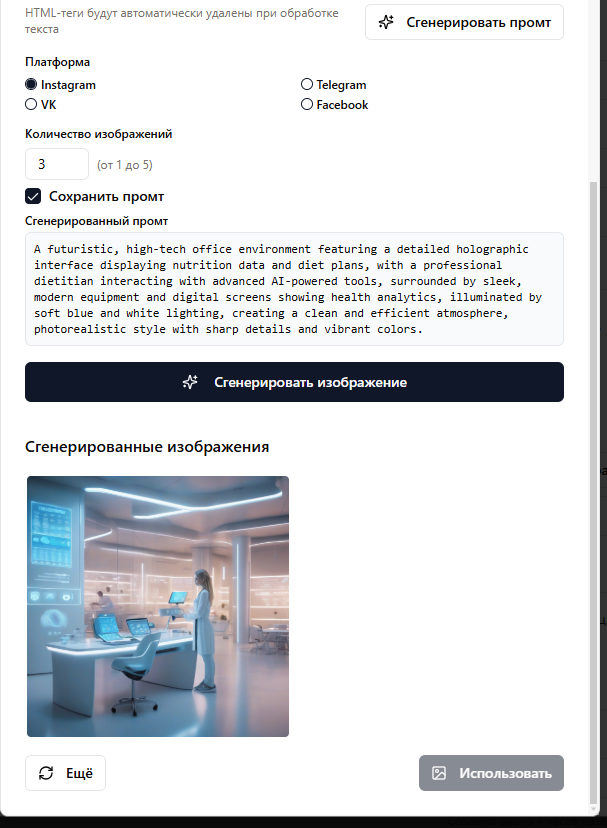 HTML-теги будут автоматически удалены при обработке
текста
Сгенерировать промт
Платформа
Instagram
Telegram
VK
Facebook
Количество изображений
3
(от 1 до 5)
Сохранить промт
Сгенерированный промт
A futuristic, high-tech office environment featuring a detailed holographic
interface displaying nutrition data and diet plans, with a professional
dietitian interacting with advanced AI-powered tools, surrounded by sleek,
modern equipment and digital screens showing health analytics, illuminated by
soft blue and white lighting, creating a clean and efficient atmosphere,
photorealistic style with sharp details and vibrant colors.
Сгенерировать изображение
Сгенерированные изображения
Ещё
Использовать